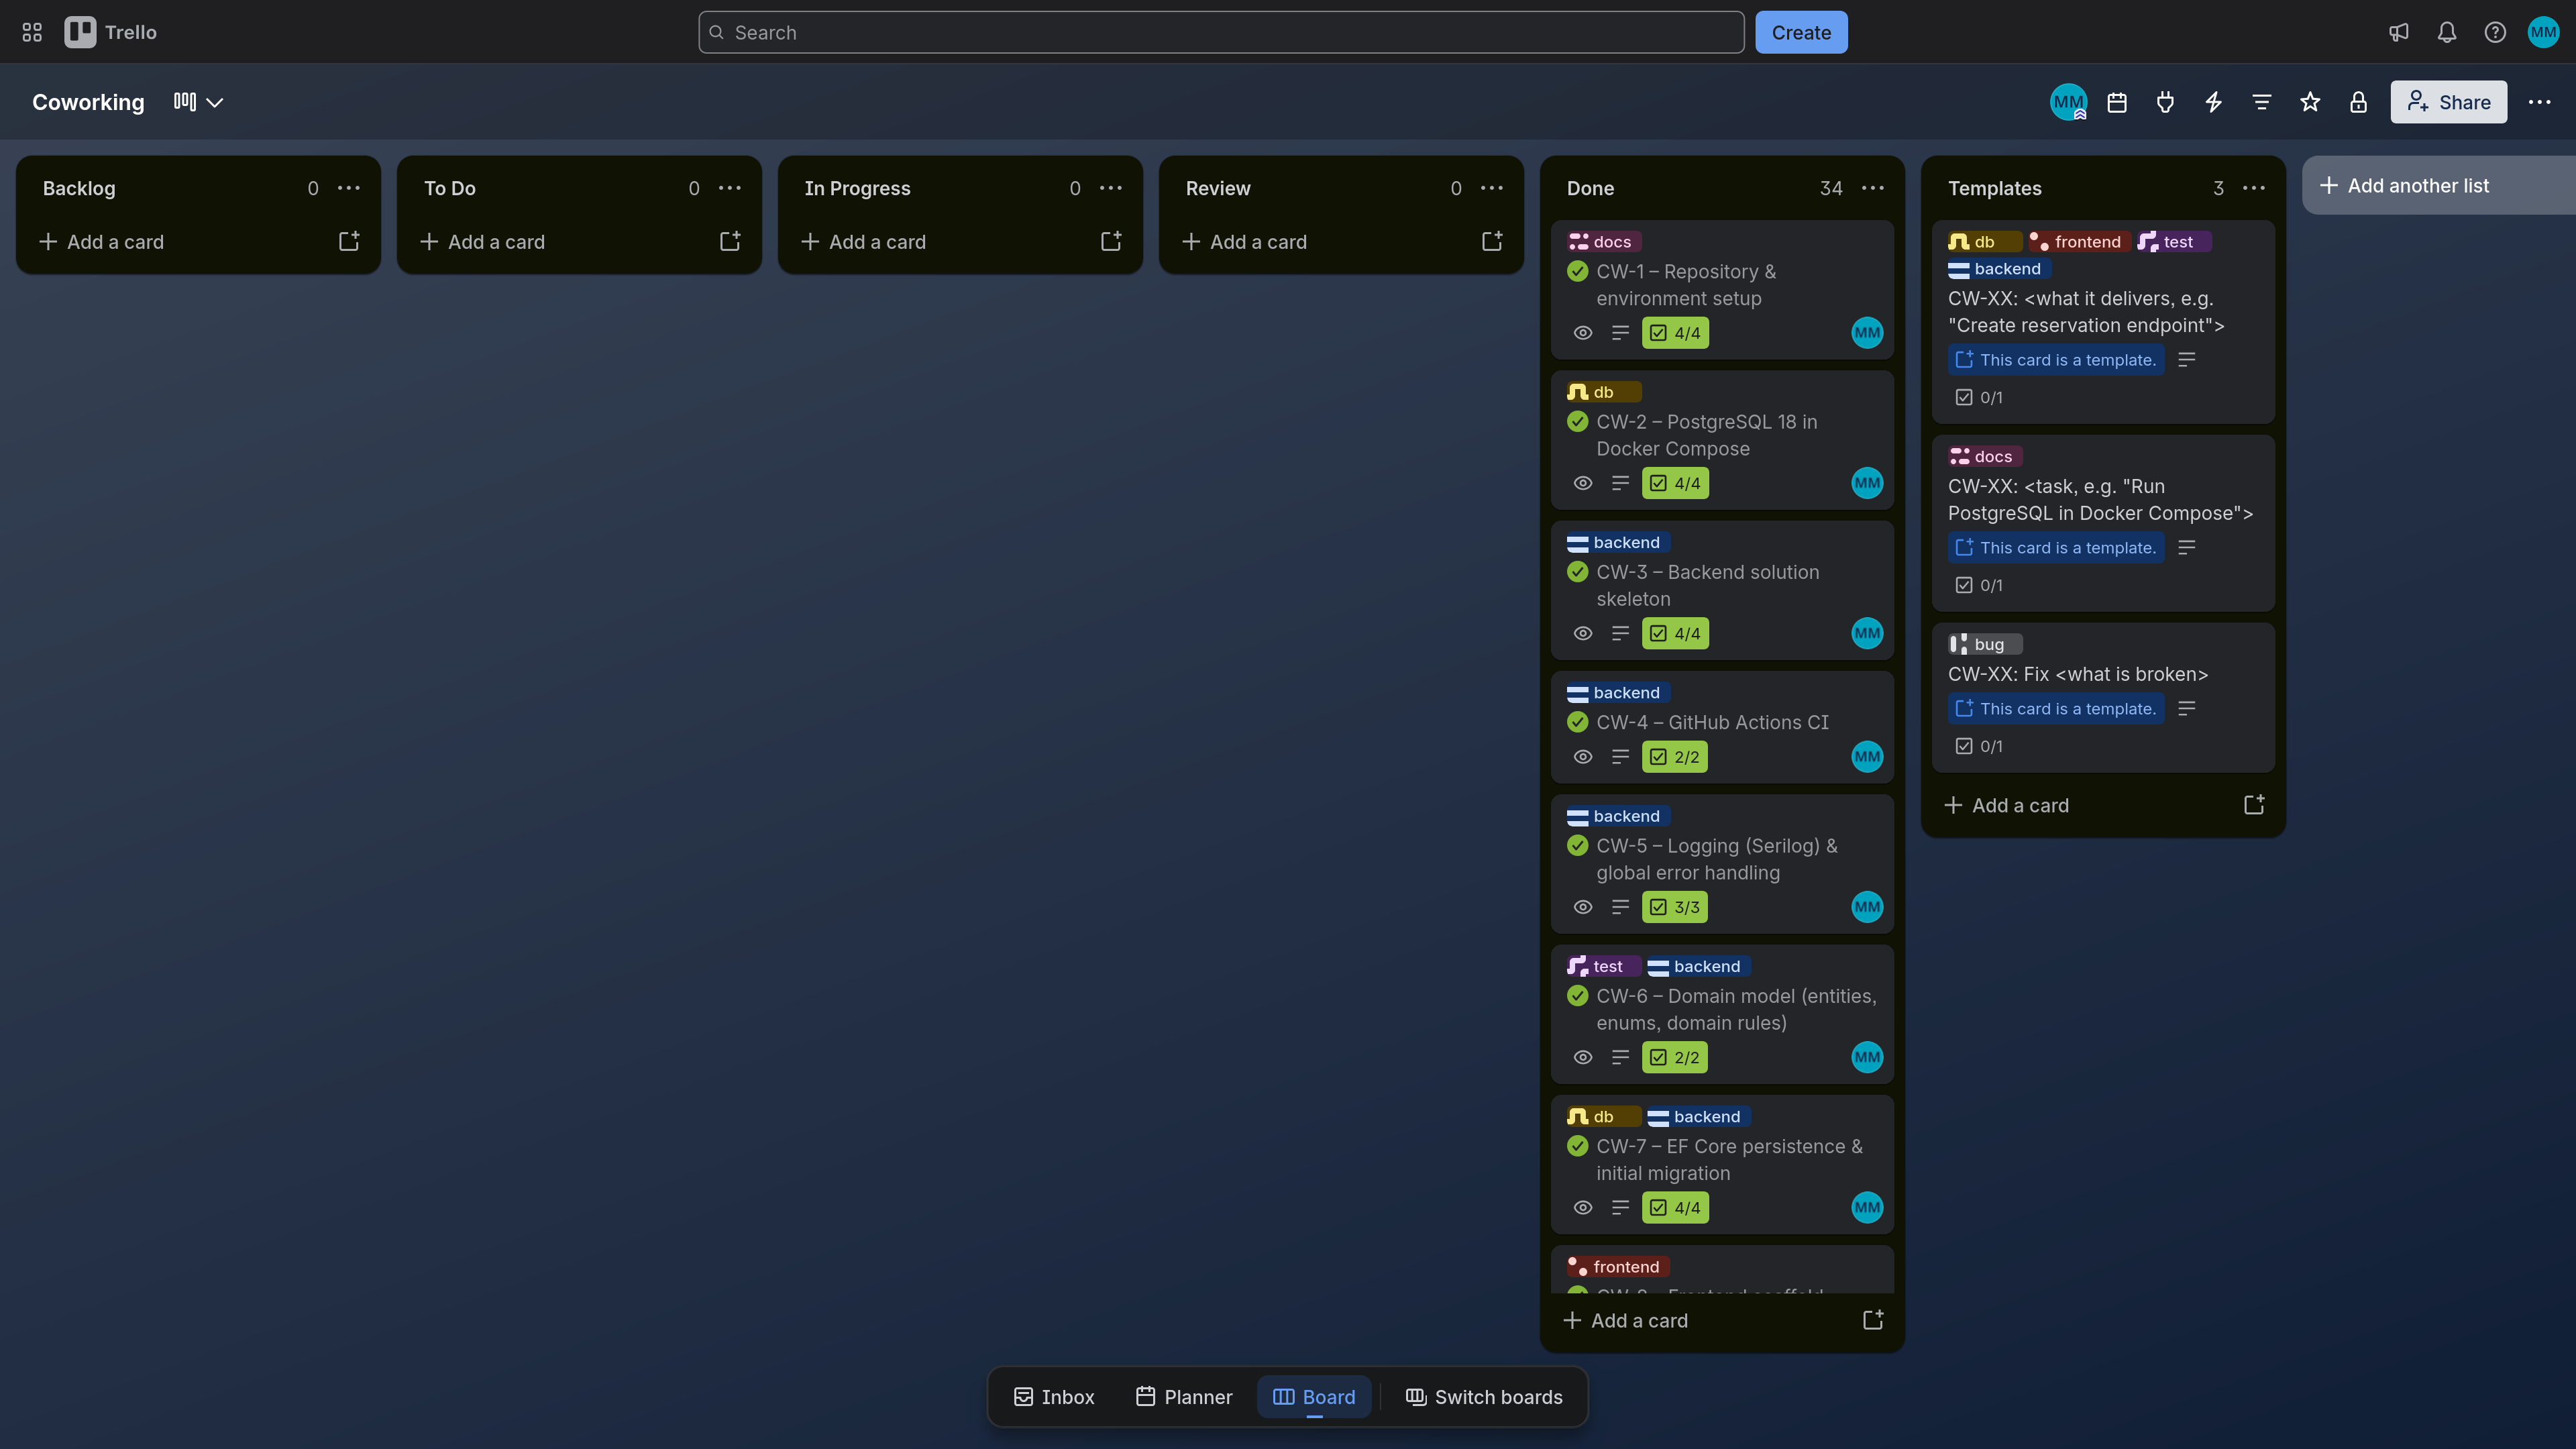 Trello
Search
Create
MM
Coworking
MM
Share
Backlog
0
Add a card
To Do
0
Add a card
In Progress
0
Add a card
Review
0
Add a card
Done
34
docs
CW-1 – Repository &
environment setup
4/4
MM
db
CW-2 – PostgreSQL 18 in
Docker Compose
4/4
MM
backend
CW-3 – Backend solution
skeleton
4/4
MM
backend
CW-4 – GitHub Actions CI
2/2
MM
backend
CW-5 – Logging (Serilog) &
global error handling
3/3
MM
test backend
CW-6 – Domain model (entities,
enums, domain rules)
2/2
MM
db backend
CW-7 – EF Core persistence &
initial migration
4/4
MM
frontend
Add a card
Templates
3
db frontend test
backend
CW-XX: <what it delivers, e.g.
"Create reservation endpoint">
This card is a template.
0/1
docs
CW-XX: <task, e.g. "Run
PostgreSQL in Docker Compose">
This card is a template.
0/1
bug
CW-XX: Fix <what is broken>
This card is a template.
0/1
Add a card
Add another list
Inbox
Planner
Board
Switch boards